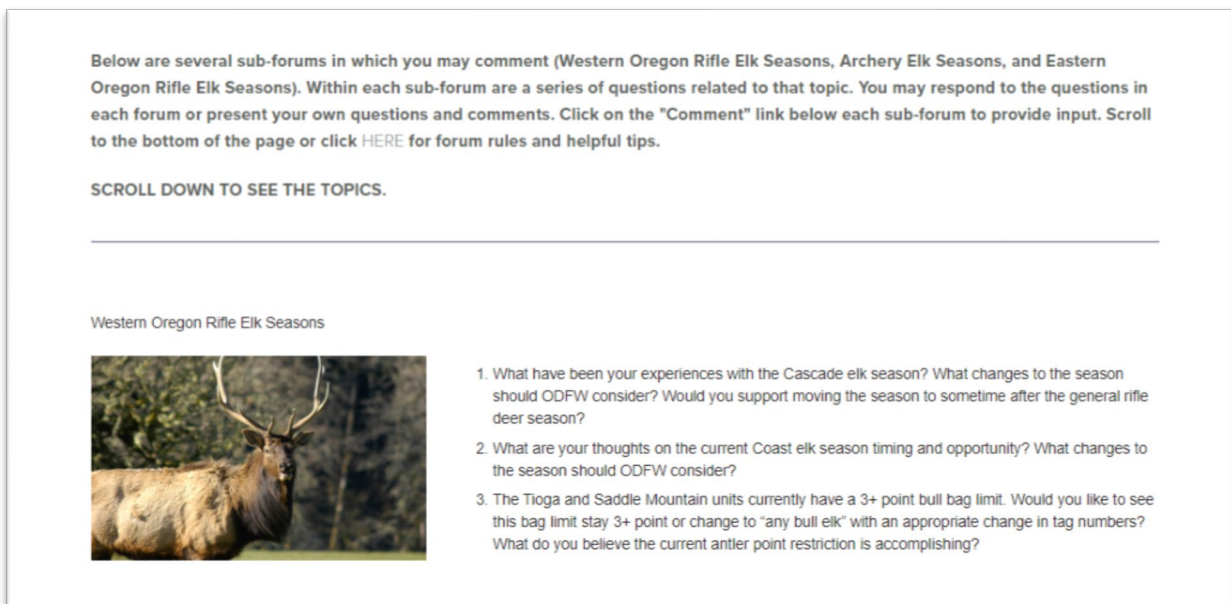 Below are several sub-forums in which you may comment (Western Oregon Rifle Elk Seasons, Archery Elk Seasons, and Eastern
Oregon Rifle Elk Seasons). Within each sub-forum are a series of questions related to that topic. You may respond to the questions in
each forum or present your own questions and comments. Click on the "Comment" link below each sub-forum to provide input. Scroll
to the bottom of the page or click HERE for forum rules and helpful tips.
SCROLL DOWN TO SEE THE TOPICS.
Western Oregon Rifle Elk Seasons
1. What have been your experiences with the Cascade elk season? What changes to the season
should ODFW consider? Would you support moving the season to sometime after the general rifle
deer season?
2. What are your thoughts on the current Coast elk season timing and opportunity? What changes to
the season should ODFW consider?
3. The Tioga and Saddle Mountain units currently have a 3+ point bull bag limit. Would you like to see
this bag limit stay 3+ point or change to “any bull elk” with an appropriate change in tag numbers?
What do you believe the current antler point restriction is accomplishing?